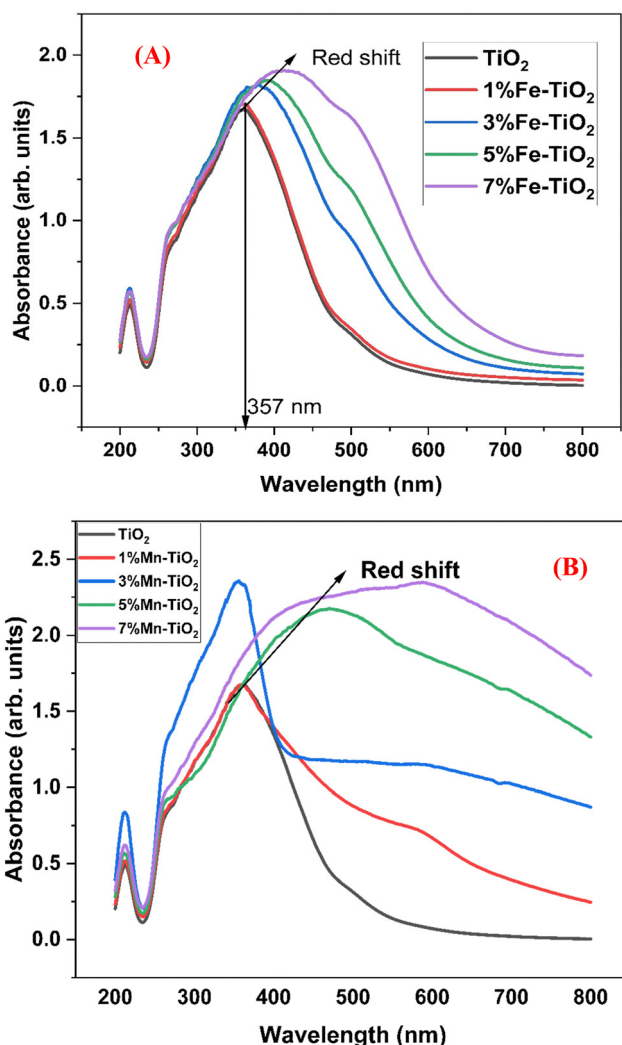 (A)
Red shift
TiO₂
1%Fe-TiO₂
3%Fe-TiO₂
5%Fe-TiO₂
7%Fe-TiO₂
Absorbance (arb. units)
2.0
1.5
1.0
0.5
0.0
357 nm
200 300 400 500 600 700 800
Wavelength (nm)
TiO₂
1%Mn-TiO₂
3%Mn-TiO₂
5%Mn-TiO₂
7%Mn-TiO₂
Red shift
(B)
Absorbance (arb. units)
2.5
2.0
1.5
1.0
0.5
0.0
200 300 400 500 600 700 800
Wavelength (nm)